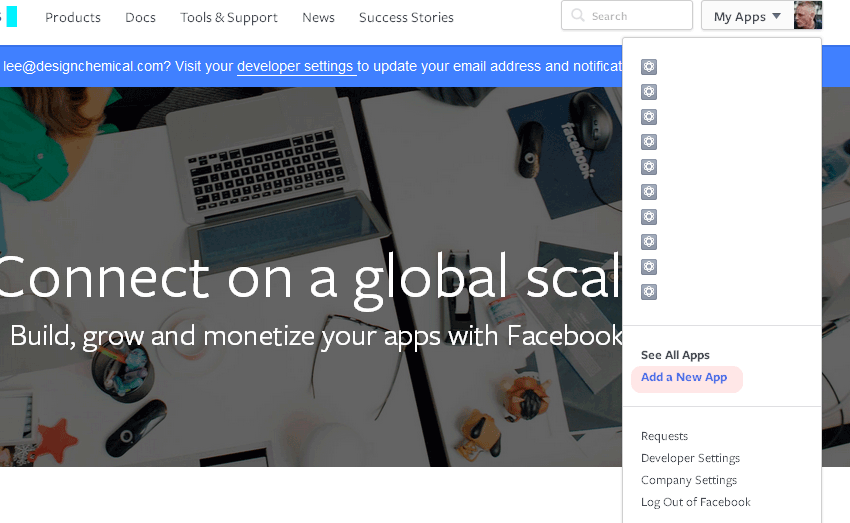 Products Docs Tools & Support News Success Stories Search My Apps
lee@designchemical.com? Visit your developer settings to update your email address and notificat
facebook
Connect on a global scal
Build, grow and monetize your apps with Facebook
See All Apps
Add a New App
Requests
Developer Settings
Company Settings
Log Out of Facebook